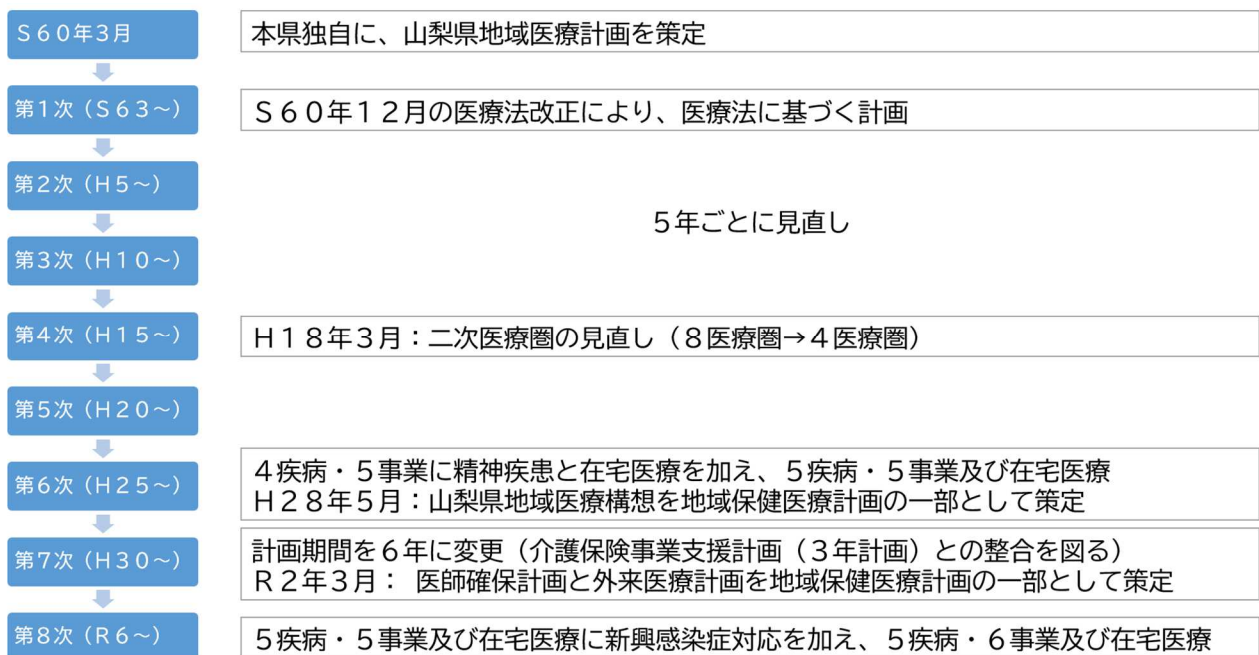 S60年3月
本県独自に、山梨県地域医療計画を策定
第1次（S63～）
S60年12月の医療法改正により、医療法に基づく計画
第2次（H5～）
5年ごとに見直し
第3次（H10～）
第4次（H15～）
H18年3月：二次医療圏の見直し（8医療圏→4医療圏）
第5次（H20～）
第6次（H25～）
4疾病・5事業に精神疾患と在宅医療を加え、5疾病・5事業及び在宅医療
H28年5月：山梨県地域医療構想を地域保健医療計画の一部として策定
第7次（H30～）
計画期間を6年に変更（介護保険事業支援計画（3年計画）との整合を図る）
R2年3月： 医師確保計画と外来医療計画を地域保健医療計画の一部として策定
第8次（R6～）
5疾病・5事業及び在宅医療に新興感染症対応を加え、5疾病・6事業及び在宅医療